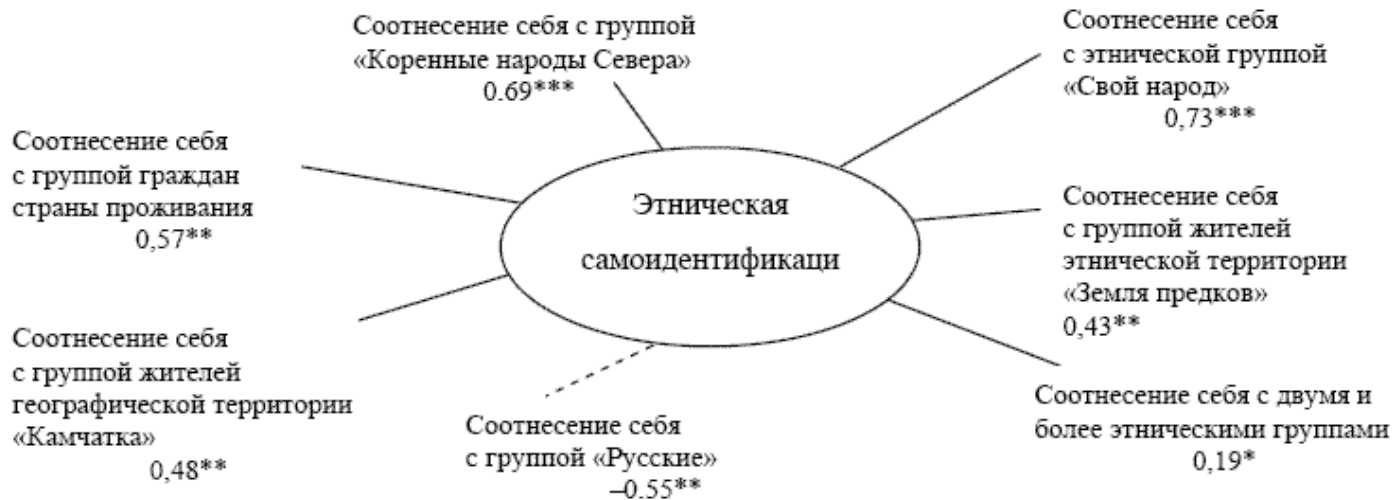 Соотнесение себя с группой
«Коренные народы Севера»
0.69***
Соотнесение себя
с этнической группой
«Свой народ»
0,73***
Соотнесение себя
с группой граждан
страны проживания
0,57**
Этническая
самоидентификаци
Соотнесение себя
с группой жителей
этнической территории
«Земля предков»
0,43**
Соотнесение себя
с группой жителей
географической территории
«Камчатка»
0,48**
Соотнесение себя
с группой «Русские»
–0.55**
Соотнесение себя с двумя и
более этническими группами
0,19*